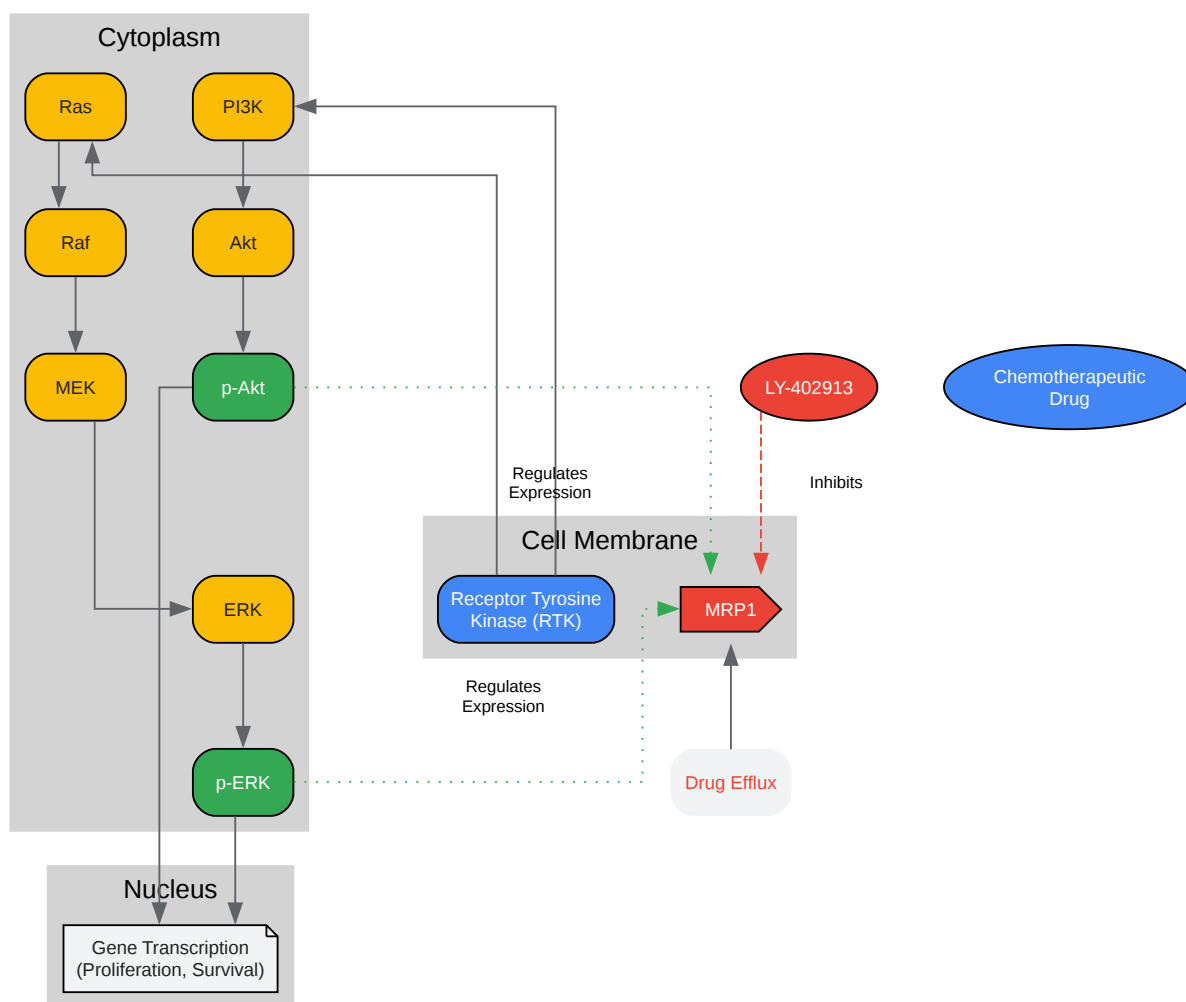 Cytoplasm
Ras
PI3K
Raf
Akt
MEK
p-Akt
LY-402913
Chemotherapeutic
Drug
Regulates
Expression
Inhibits
Cell Membrane
Receptor Tyrosine
Kinase (RTK)
MRP1
ERK
Regulates
Expression
p-ERK
Drug Efflux
Nucleus
Gene Transcription
(Proliferation, Survival)